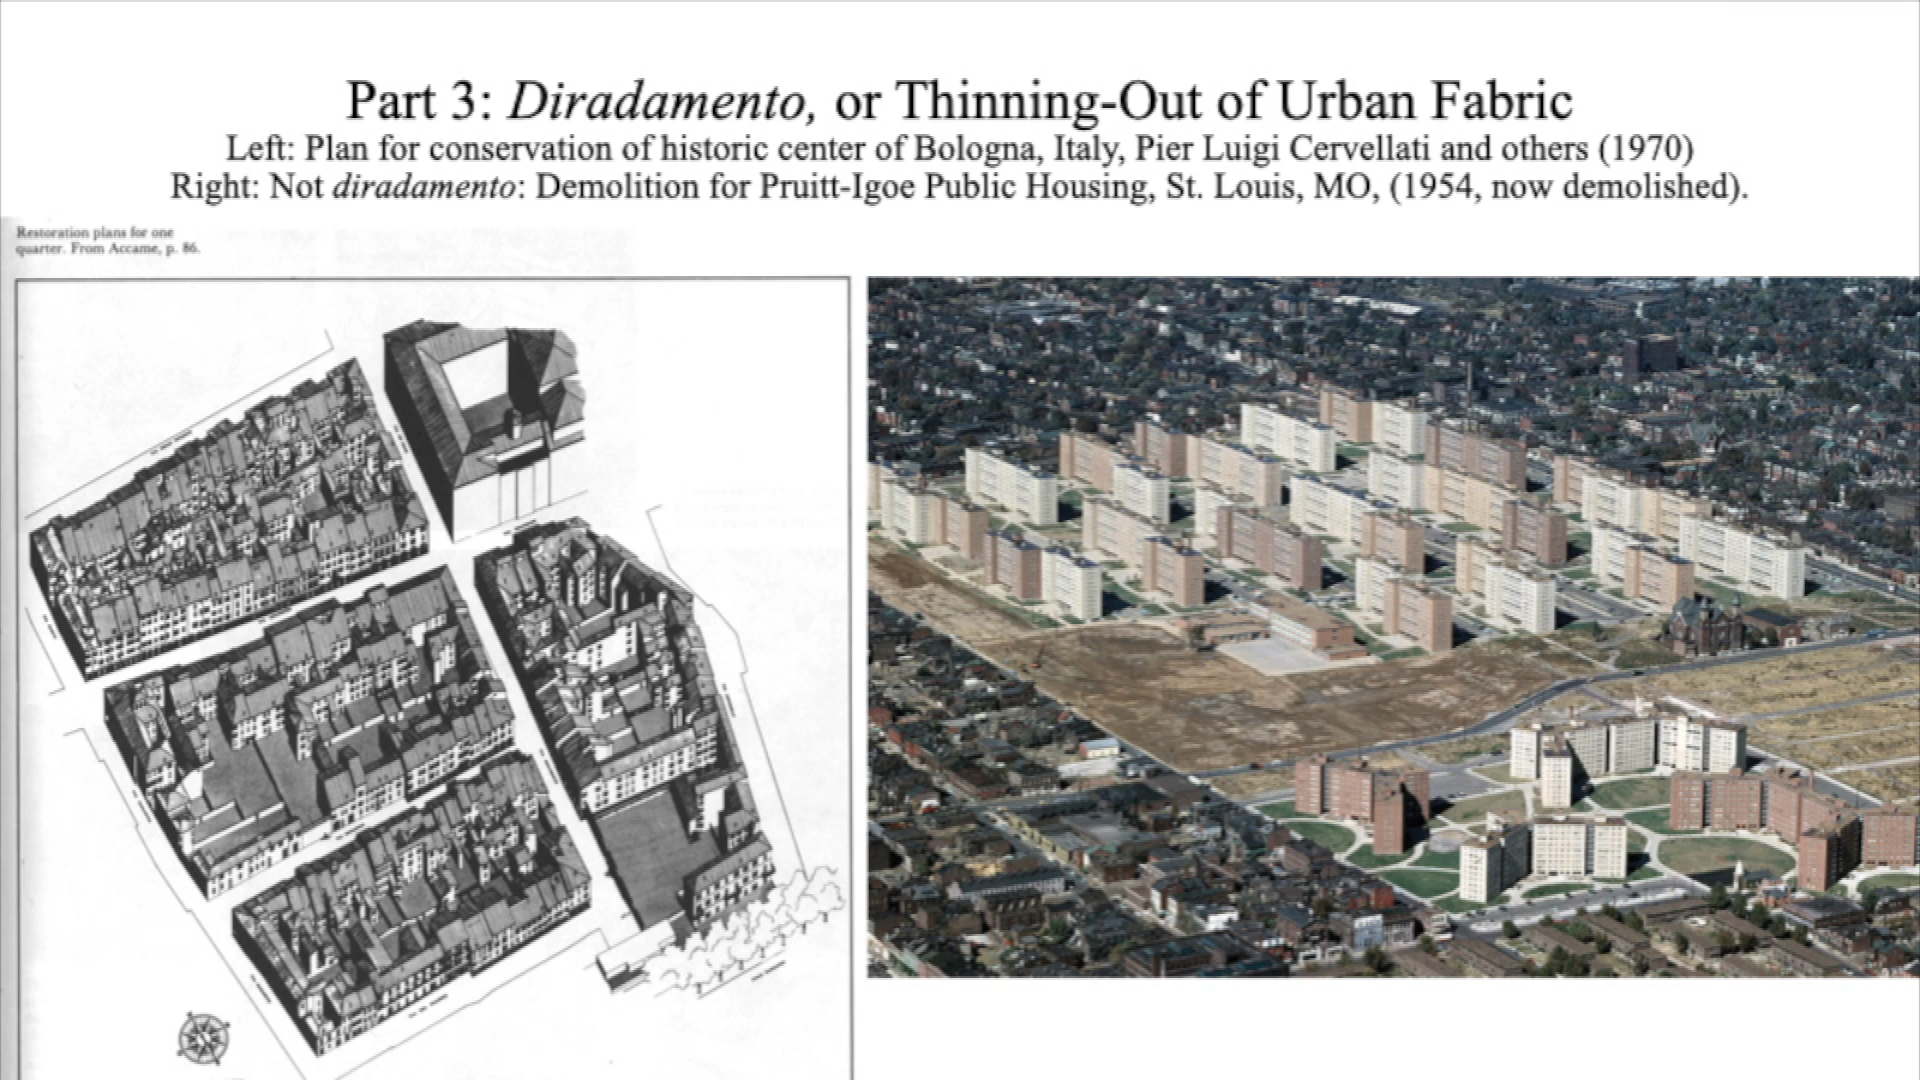 Part 3: Diradamento, or Thinning-Out of Urban Fabric
Left: Plan for conservation of historic center of Bologna, Italy, Pier Luigi Cervellati and others (1970)
Right: Not diradamento: Demolition for Pruitt-Igoe Public Housing, St. Louis, MO, (1954, now demolished).
Restoration plans for one
quarter. From Accame, p. 86.